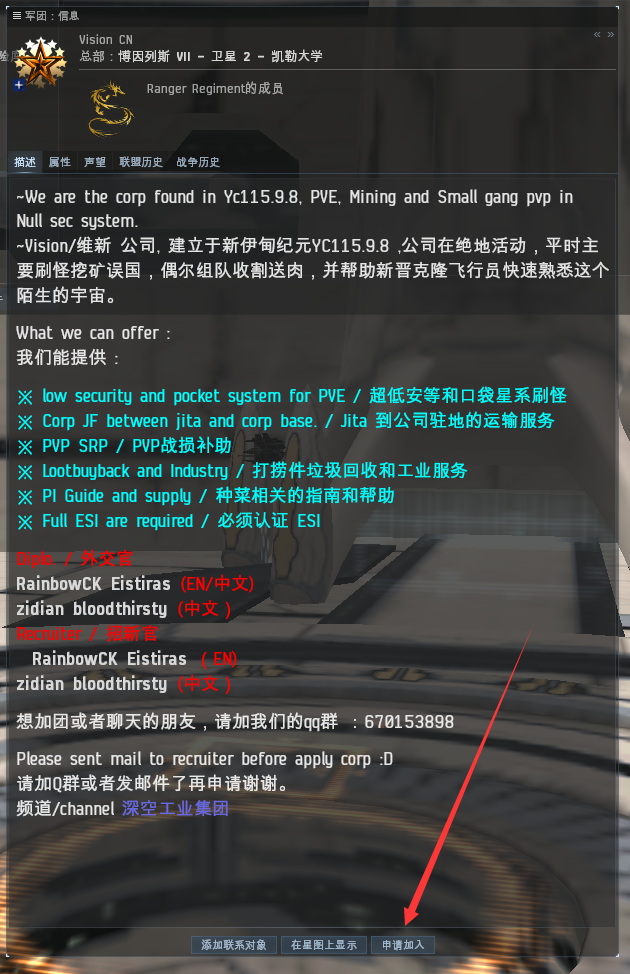 军团：信息
Vision CN
总部：博因列斯 VII - 卫星 2 - 凯勒大学
Ranger Regiment的成员
描述 属性 声望 联盟历史 战争历史
~We are the corp found in Yc115.9.8, PVE, Mining and Small gang pvp in
Null sec system.
~Vision/维新 公司, 建立于新伊甸纪元YC115.9.8 ,公司在绝地活动，平时主
要刷怪挖矿误国，偶尔组队收割送肉，并帮助新晋克隆飞行员快速熟悉这个
陌生的宇宙。
What we can offer :
我们能提供 :
※ low security and pocket system for PVE / 超低安等和口袋星系刷怪
※ Corp JF between jita and corp base. / Jita 到公司驻地的运输服务
※ PVP SRP / PVP战损补助
※ Lootbuyback and Industry / 打捞件垃圾回收和工业服务
※ PI Guide and supply / 种菜相关的指南和帮助
※ Full ESI are required / 必须认证 ESI
Diplo. / 外交官
RainbowCK Eistiras (EN/中文)
zidian bloodthirsty (中文 )
Recruiter / 招新官
RainbowCK Eistiras ( EN)
zidian bloodthirsty (中文 )
想加团或者聊天的朋友，请加我们的qq群 ：670153898
Please sent mail to recruiter before apply corp :D
请加Q群或者发邮件了再申请谢谢。
频道/channel 深空工业集团
添加联系对象 在星图上显示 申请加入